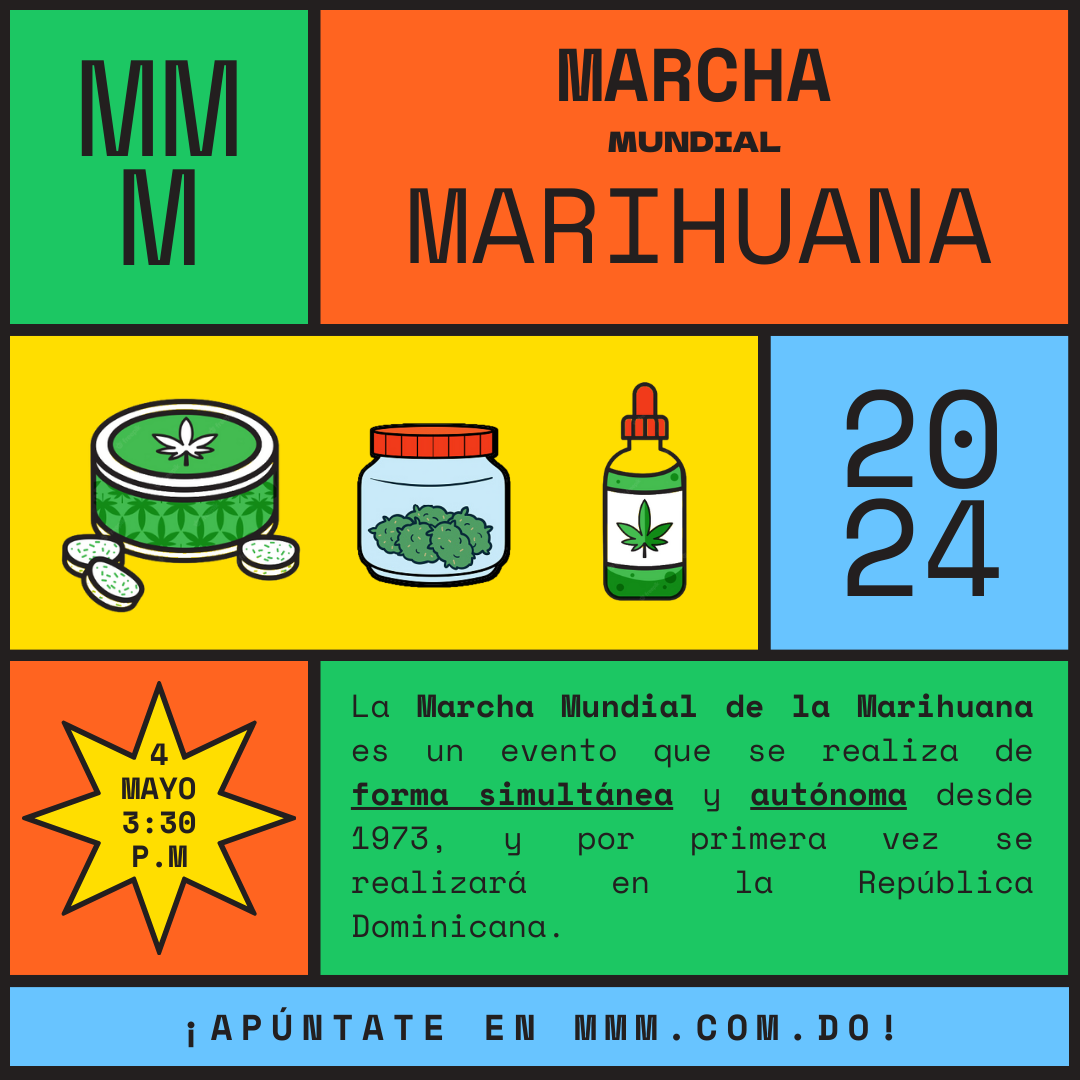 MM
M
MARCHA
MUNDIAL
MARIHUANA
20
24
4
MAYO
3:30
P.M
La Marcha Mundial de la Marihuana
es un evento que se realiza de
forma simultánea y autónoma desde
1973, y por primera vez se
realizará en la República
Dominicana.
¡APÚNTATE EN MMM.COM.DO!